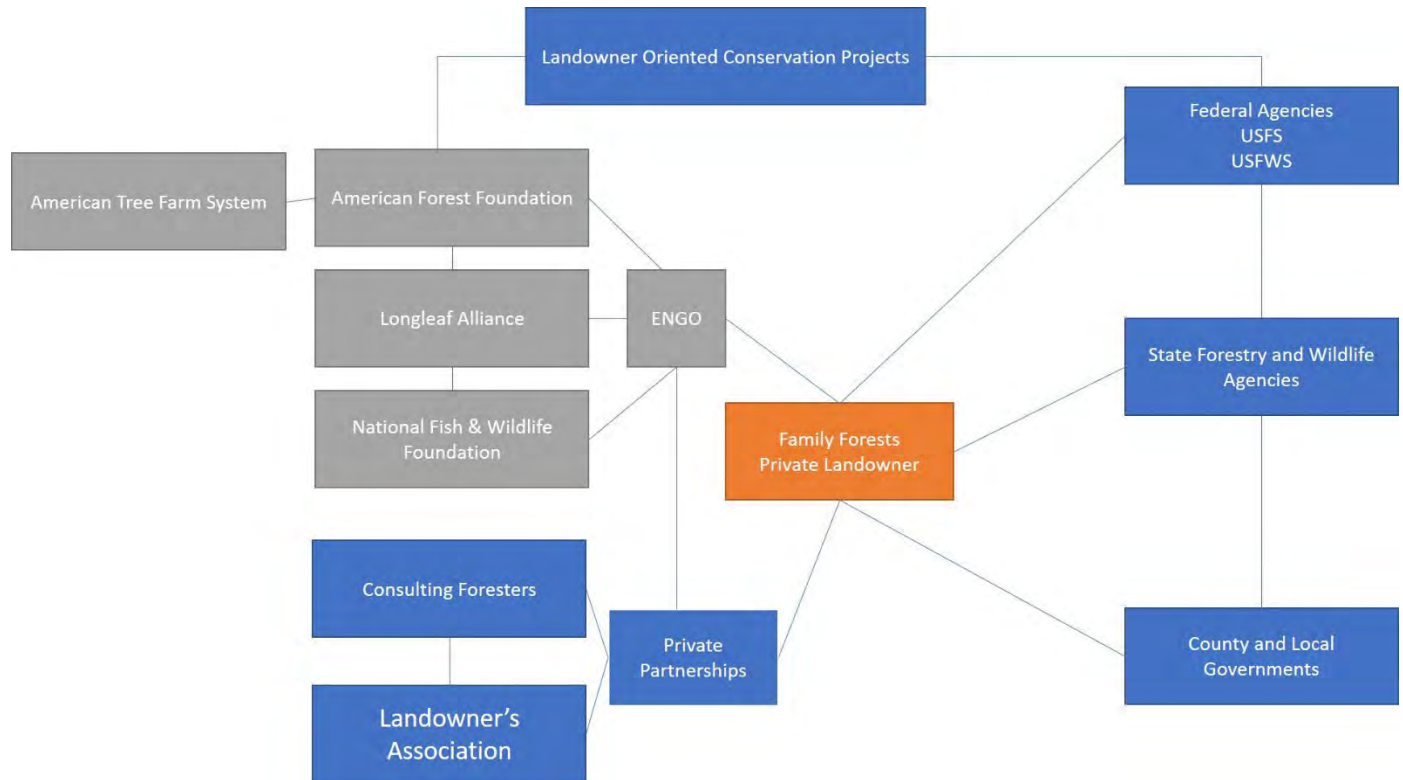 Landowner Oriented Conservation Projects
Federal Agencies
USFS
USFWS
American Tree Farm System
American Forest Foundation
Longleaf Alliance
ENGO
State Forestry and Wildlife
Agencies
National Fish & Wildlife
Foundation
Family Forests
Private Landowner
Consulting Foresters
Private
Partnerships
County and Local
Governments
Landowner’s
Association